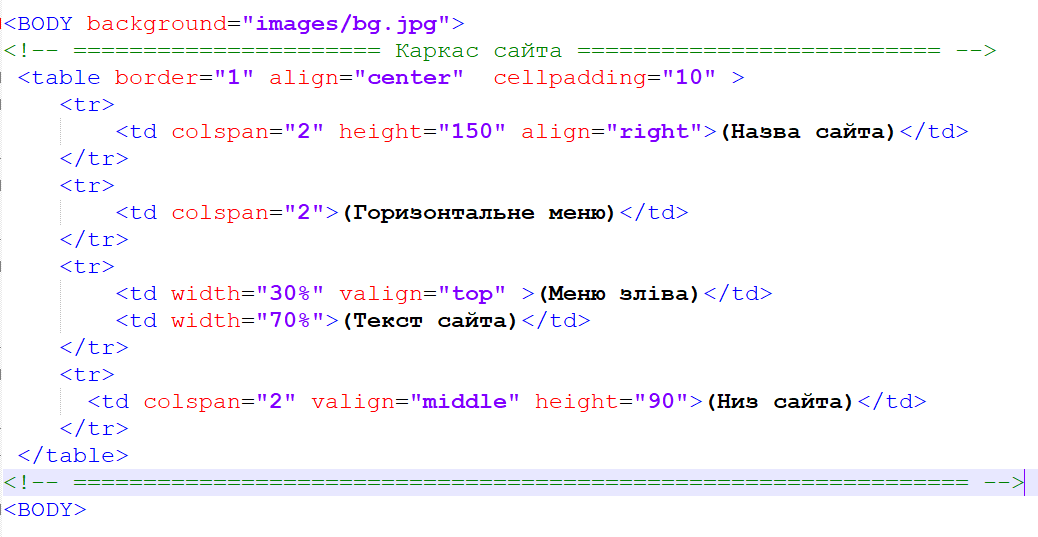 <BODY background="images/bg.jpg">
<!-- ====================== Каркас сайта ========================== -->
<table border="1" align="center"  cellpadding="10" >
<tr>
<td colspan="2" height="150" align="right">(Назва сайта)</td>
</tr>
<tr>
<td colspan="2">(Горизонтальне меню)</td>
</tr>
<tr>
<td width="30%" valign="top" >(Меню зліва)</td>
<td width="70%">(Текст сайта)</td>
</tr>
<tr>
<td colspan="2" valign="middle" height="90">(Низ сайта)</td>
</tr>
</table>
<!-- ================================================================ -->
<BODY>